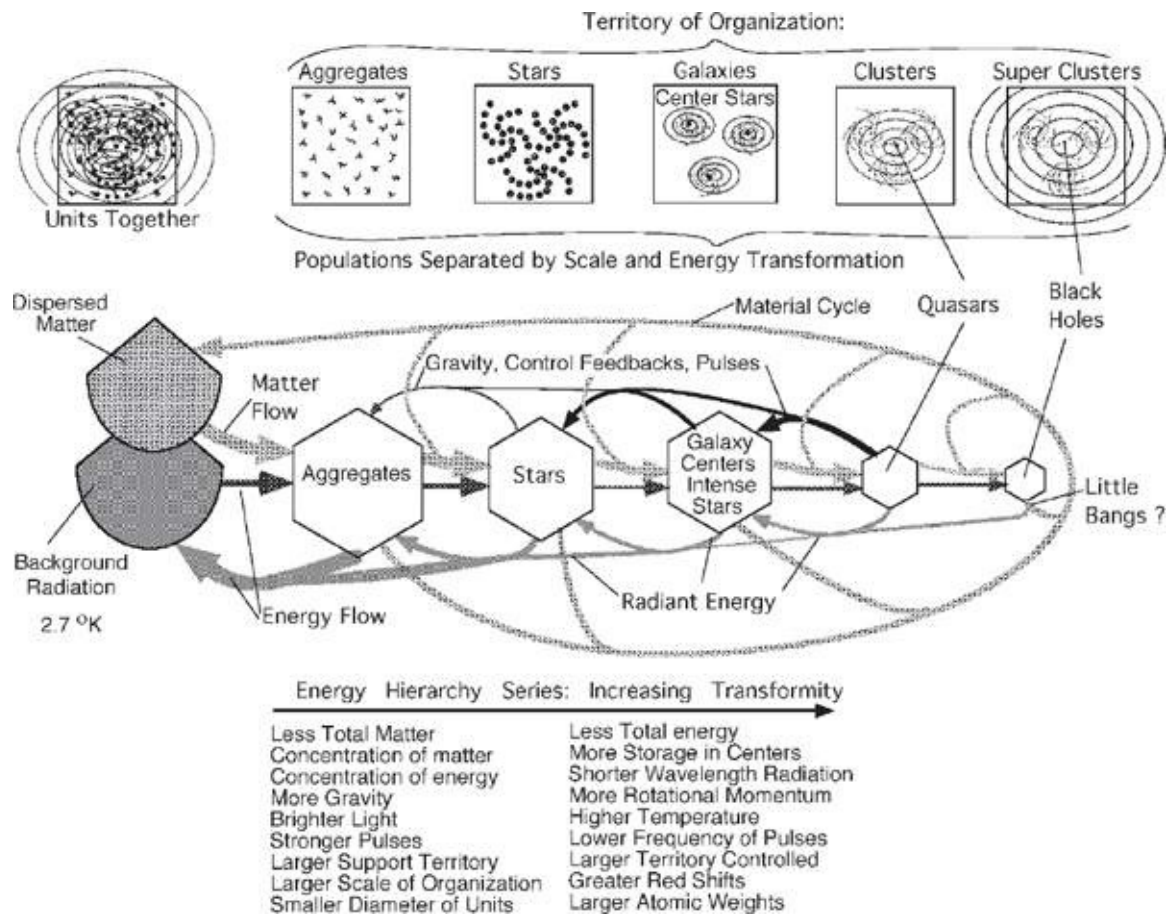 Territory of Organization:
Aggregates
Stars
Galaxies
Clusters
Super Clusters
Center Stars
Units Together
Populations Separated by Scale and Energy Transformation
Dispersed
Matter
Material Cycle
Quasars
Black
Holes
Gravity, Control Feedbacks, Pulses
Matter
Flow
Aggregates
Stars
Galaxy
Centers
Intense
Stars
Little
Bangs ?
Background
Radiation
2.7 °K
Energy Flow
Radiant Energy
Energy Hierarchy Series: Increasing Transformity
Less Total Matter
Concentration of matter
Concentration of energy
More Gravity
Brighter Light
Stronger Pulses
Larger Support Territory
Larger Scale of Organization
Smaller Diameter of Units
Less Total energy
More Storage in Centers
Shorter Wavelength Radiation
More Rotational Momentum
Higher Temperature
Lower Frequency of Pulses
Larger Territory Controlled
Greater Red Shifts
Larger Atomic Weights